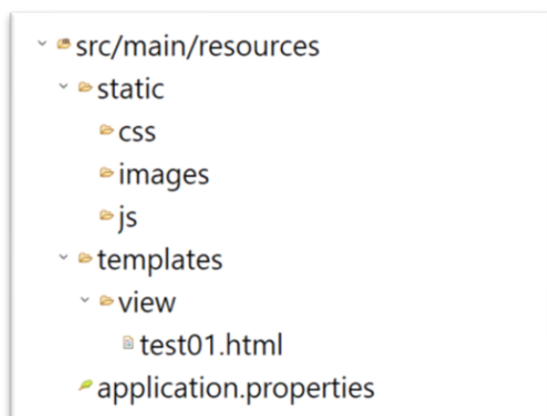 src/main/resources
static
css
images
js
templates
view
test01.html
application.properties